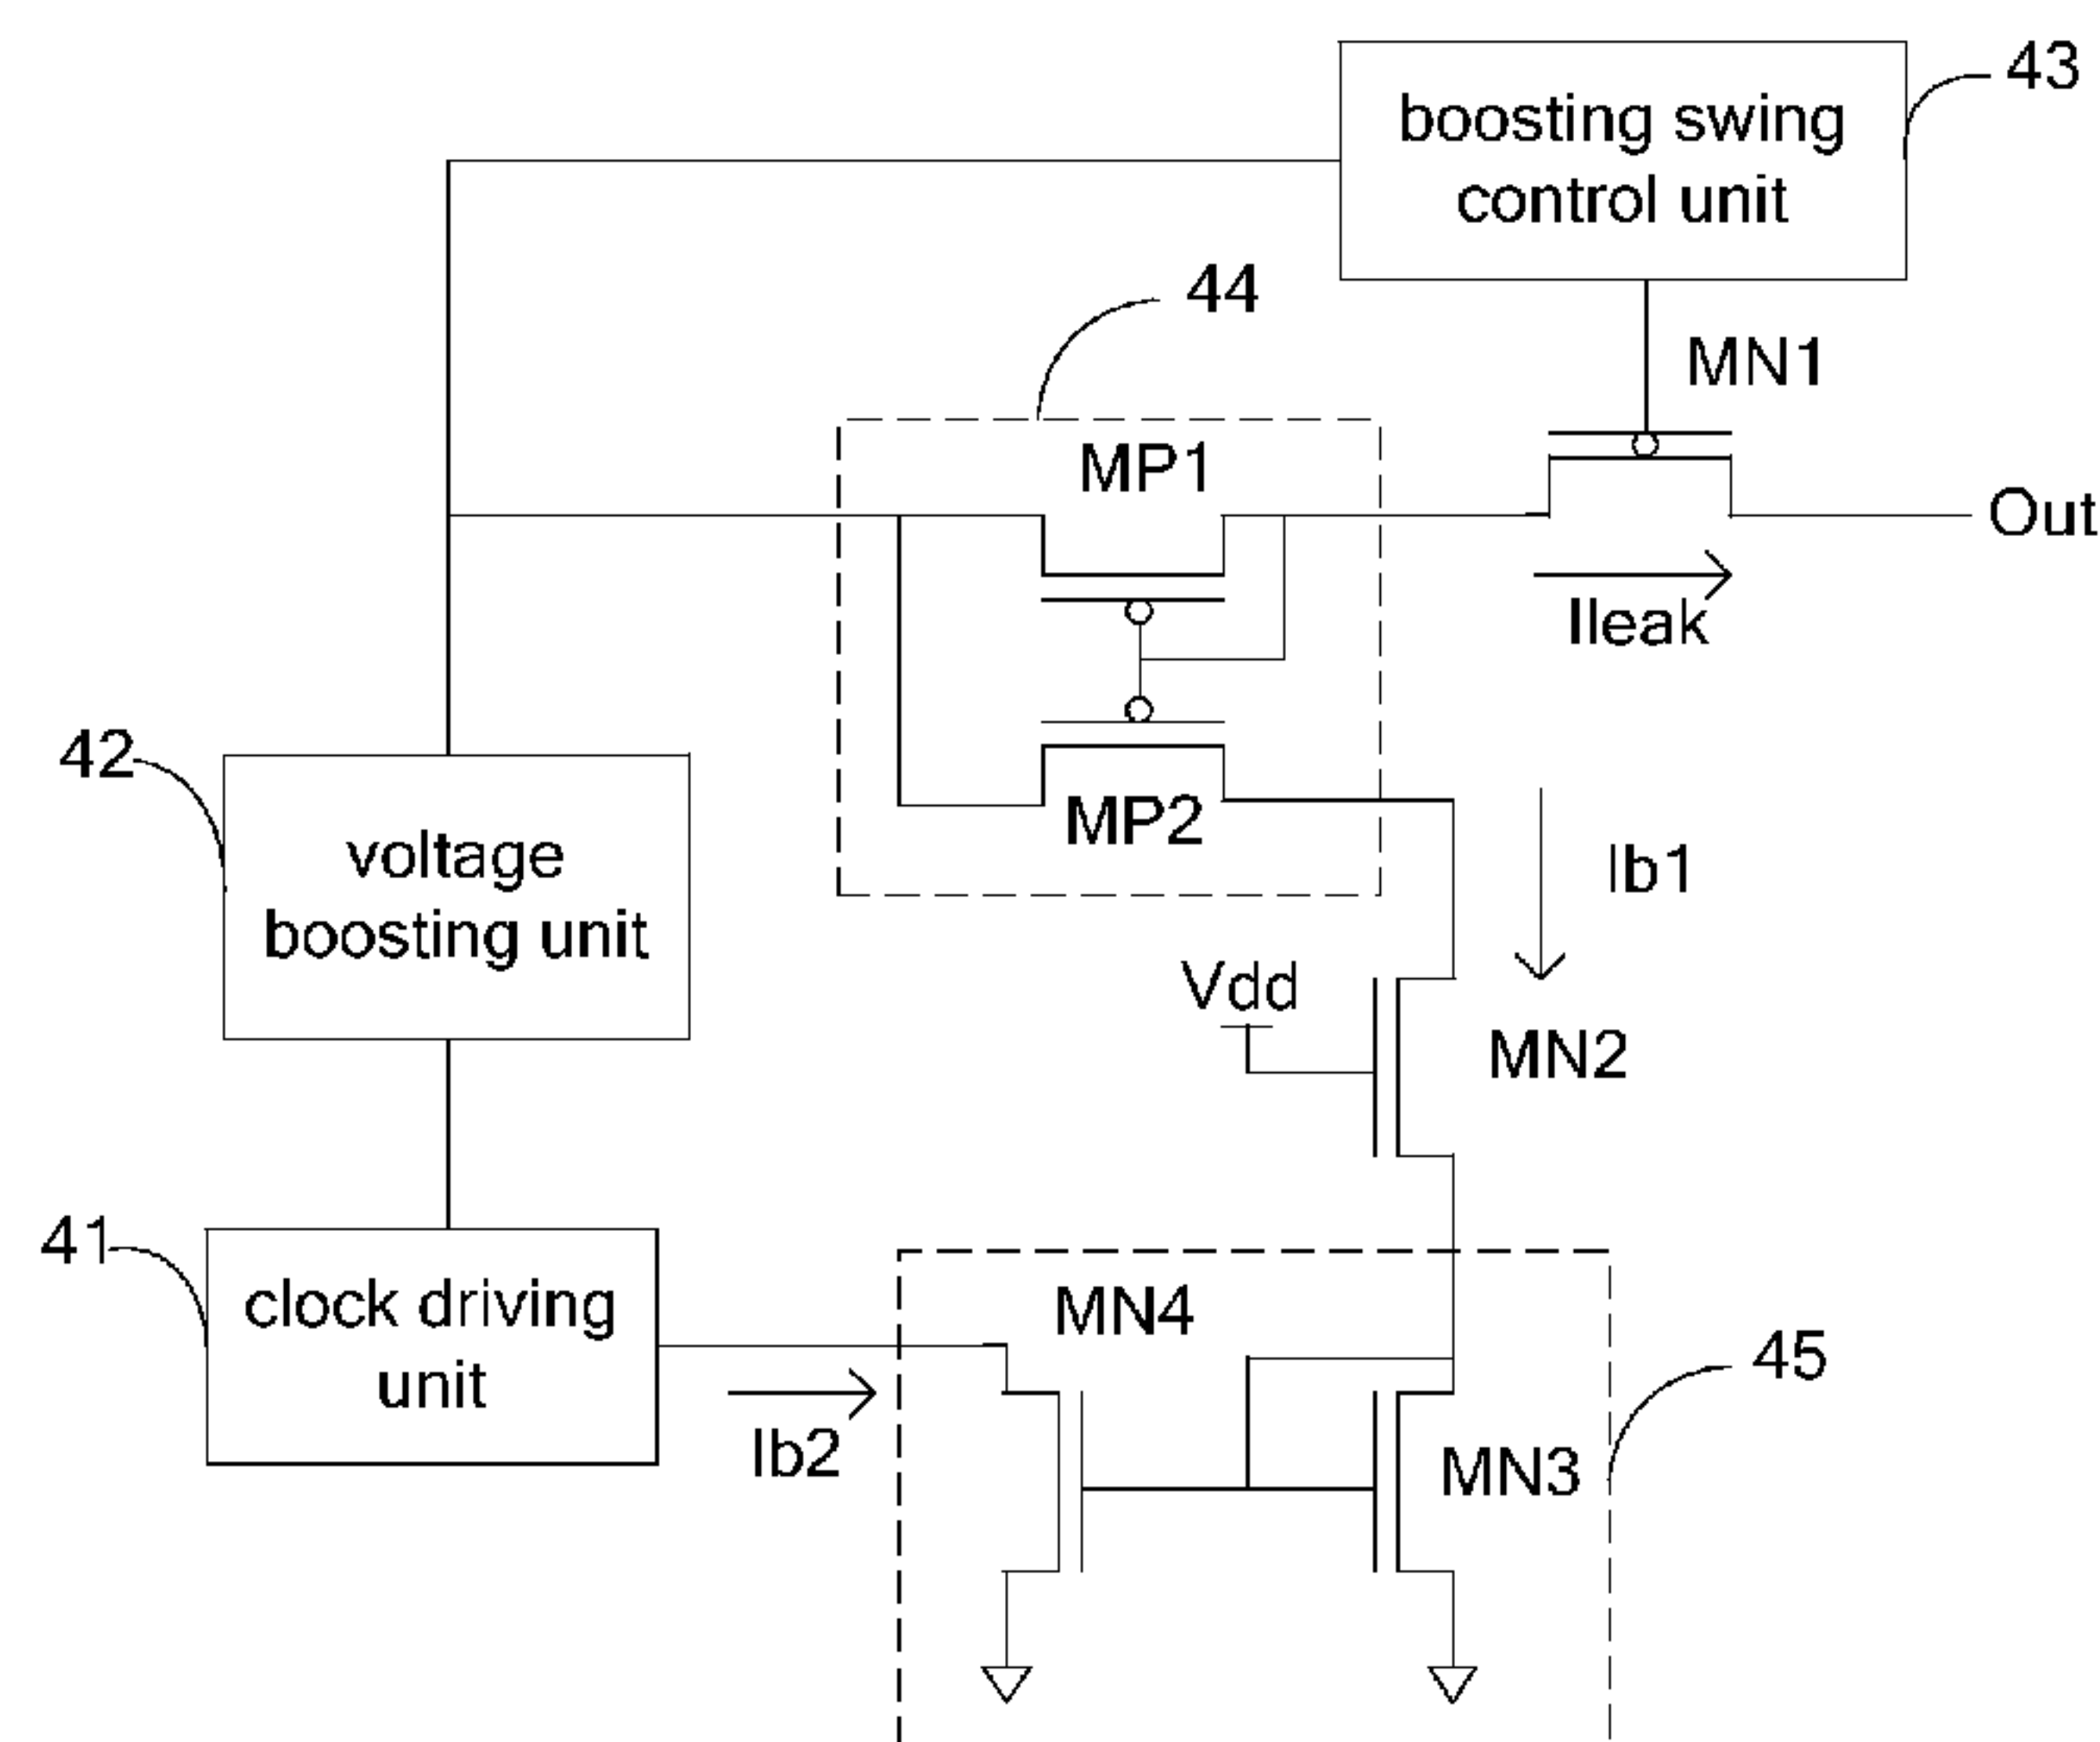 43
boosting swing
control unit
44
MN1
MP1
Out
Ileak
42
MP2
voltage
boosting unit
Ib1
Vdd
MN2
41
clock driving
unit
MN4
45
Ib2
MN3